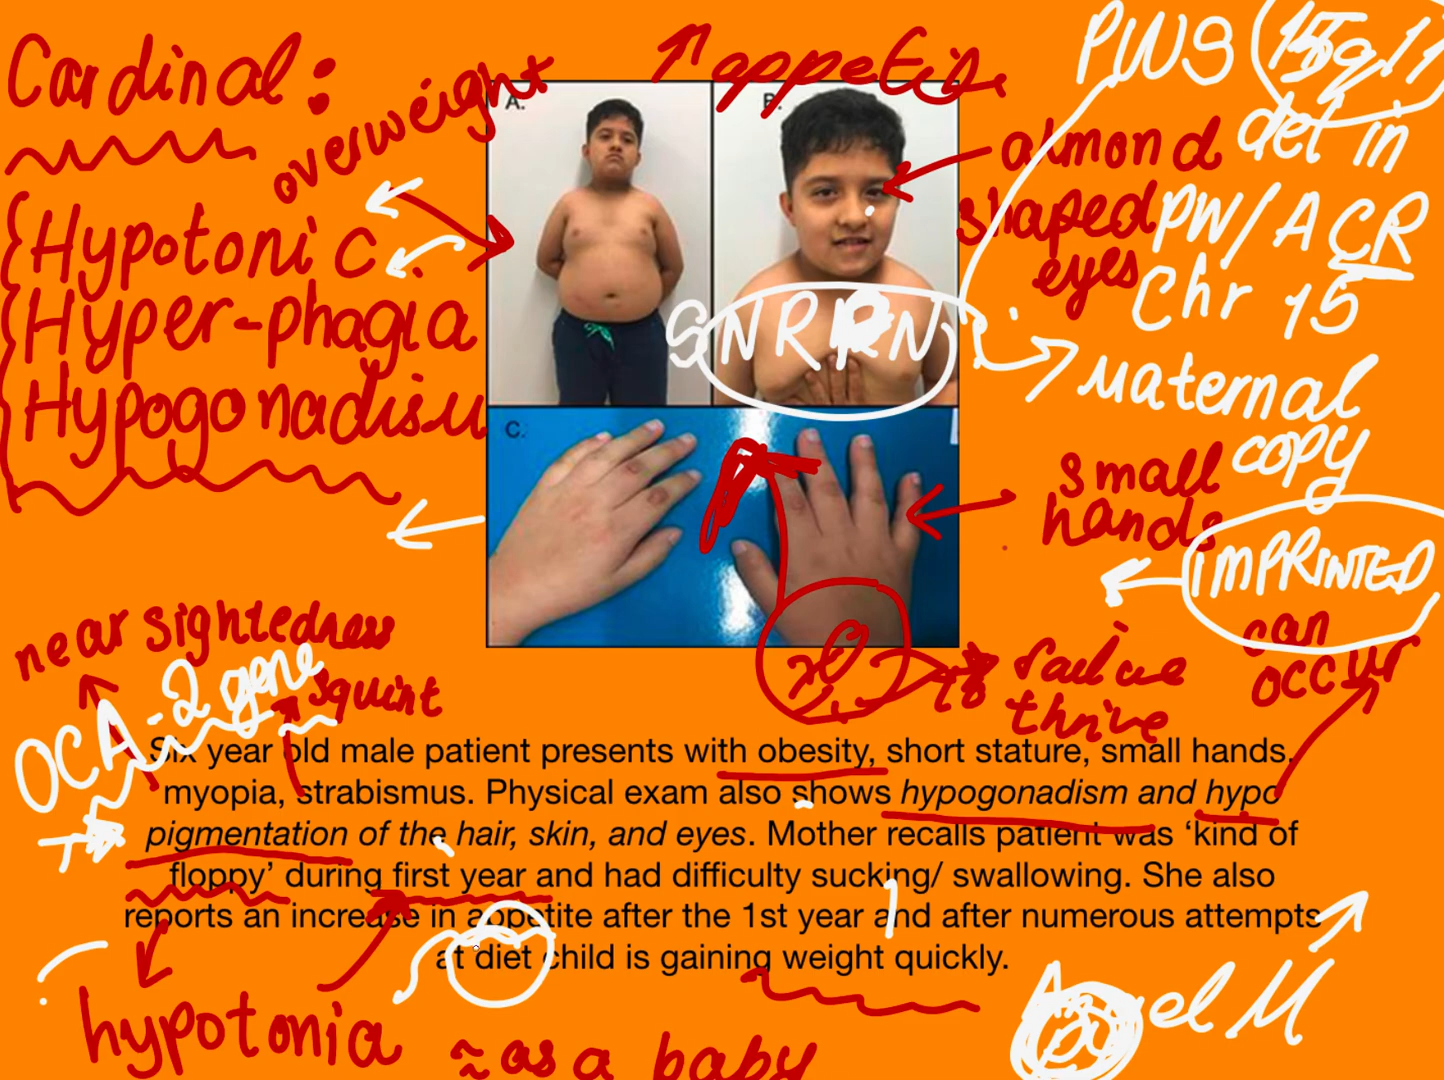 Cardinal:
overweight
↑ appetite
PWS (15q11
del in
PW/ACR
Chr 15
A.
B.
almond
shaped
eyes
Hypotonic
Hyper-phagia
Hypogonadism
SNRPN
Maternal
copy
C.
small
hands
IMPRINTED
can
occur
near sightedness
squint
OCA-2 gene
thrive
Six year old male patient presents with obesity, short stature, small hands,
myopia, strabismus. Physical exam also shows hypogonadism and hypo
pigmentation of the hair, skin, and eyes. Mother recalls patient was ‘kind of
floppy’ during first year and had difficulty sucking/ swallowing. She also
reports an increase in appetite after the 1st year and after numerous attempts
at diet child is gaining weight quickly.
hypotonia
≈ as a baby